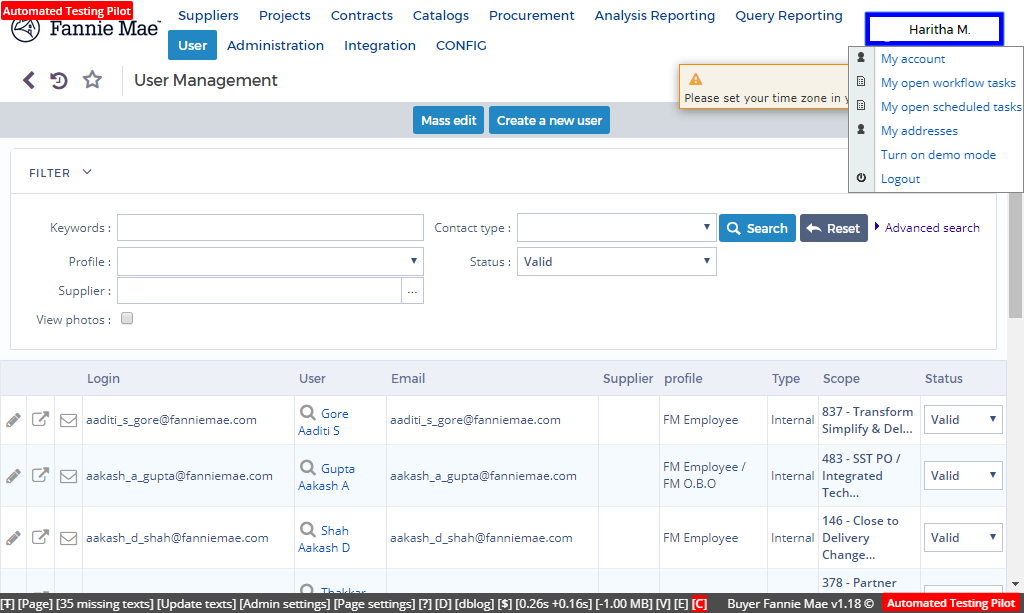 Automated Testing Pilot
Fannie Mae
Suppliers Projects Contracts Catalogs Procurement Analysis Reporting Query Reporting
User Administration Integration CONFIG
Haritha M.
My account
My open workflow tasks
My open scheduled tasks
My addresses
Turn on demo mode
Logout
User Management
Please set your time zone in
Mass edit Create a new user
FILTER
Keywords : Contact type : Search Reset Advanced search
Profile : Status : Valid
Supplier : ...
View photos :
Login User Email Supplier profile Type Scope Status
aaditi_s_gore@fanniemae.com Gore Aaditi S aaditi_s_gore@fanniemae.com FM Employee Internal 837 - Transform Simplify & Del... Valid
aakash_a_gupta@fanniemae.com Gupta Aakash A aakash_a_gupta@fanniemae.com FM Employee / FM O.B.O Internal 483 - SST PO / Integrated Tech... Valid
aakash_d_shah@fanniemae.com Shah Aakash D aakash_d_shah@fanniemae.com FM Employee Internal 146 - Close to Delivery Change... Valid
Thakkar 378 - Partner
[Ŧ] [Page] [35 missing texts] [Update texts] [Admin settings] [Page settings] [?] [D] [dblog] [$] [0.26s +0.16s] [-1.00 MB] [V] [E] [C] Buyer Fannie Mae v1.18 © Automated Testing Pilot